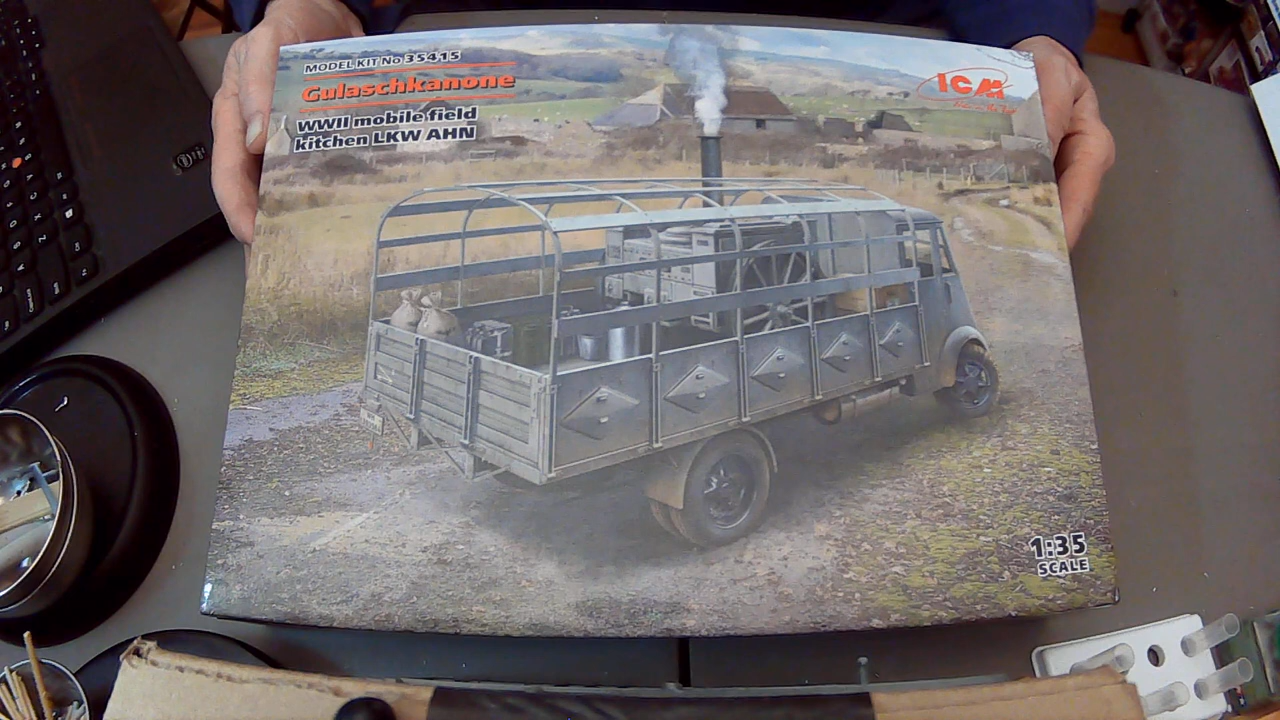 MODEL KIT No 35415
Gulaschkanone
WWII mobile field
kitchen LKW AHN
ICM
1:35
SCALE